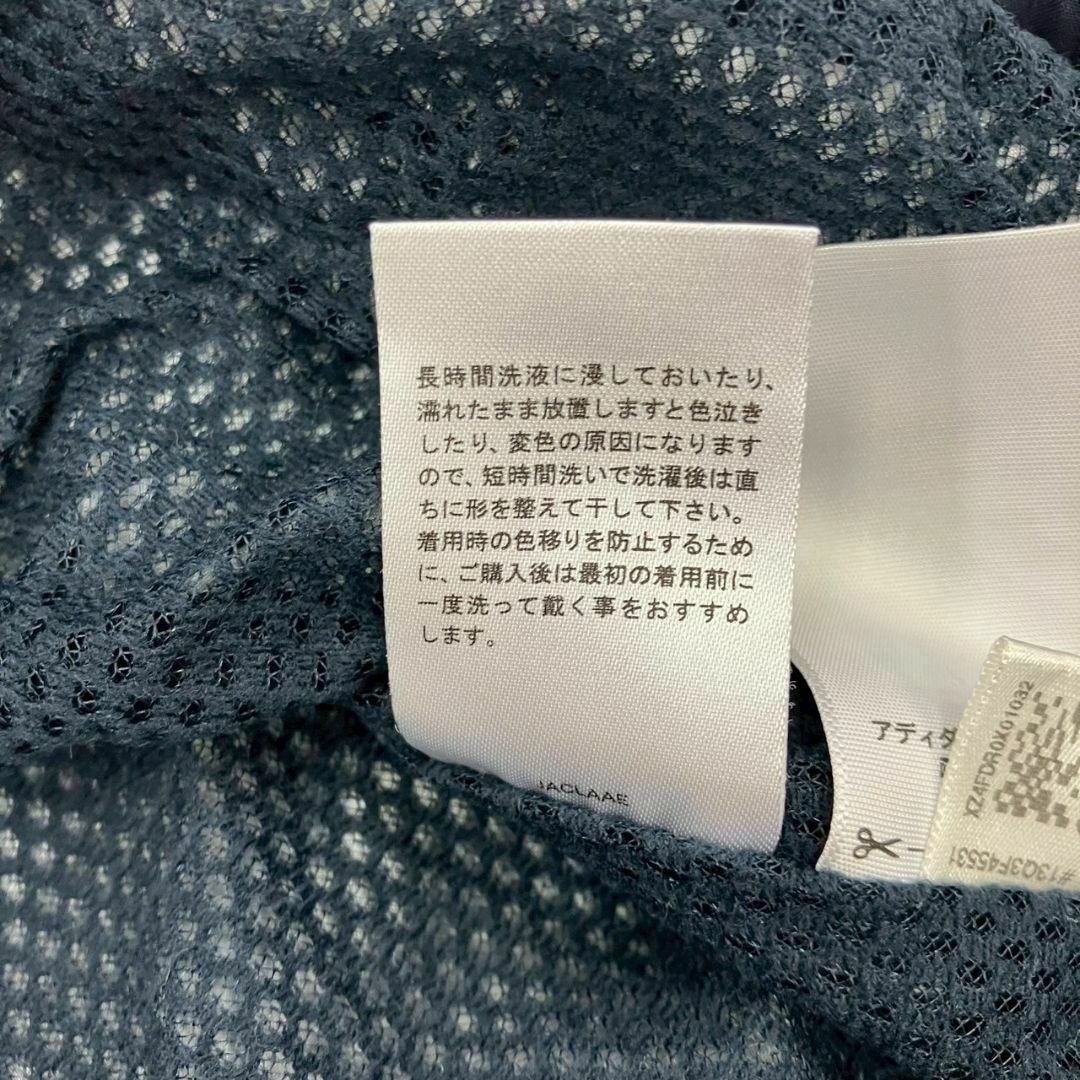 長時間洗液に浸しておいたり、
濡れたまま放置しますと色泣き
したり、変色の原因になります
ので、短時間洗いで洗濯後は直
ちに形を整えて干して下さい。
着用時の色移りを防止するため
に、ご購入後は最初の着用前に
一度洗って戴く事をおすすめ
します。
JACLAAE
アディダ
XZ4FDR0X01032
#13Q3F45531